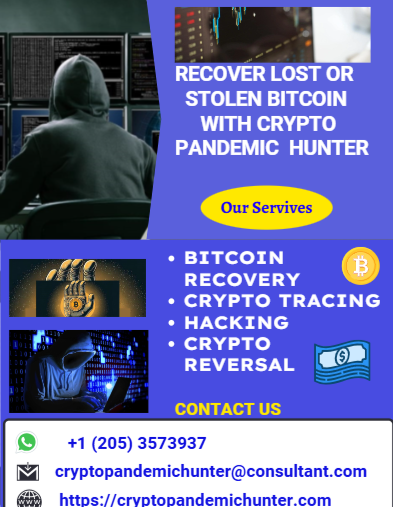 RECOVER LOST OR
STOLEN BITCOIN
WITH CRYPTO
PANDEMIC HUNTER
Our Servives
• BITCOIN
RECOVERY
• CRYPTO TRACING
• HACKING
• CRYPTO
REVERSAL
CONTACT US
+1 (205) 3573937
cryptopandemichunter@consultant.com
https://cryptopandemichunter.com